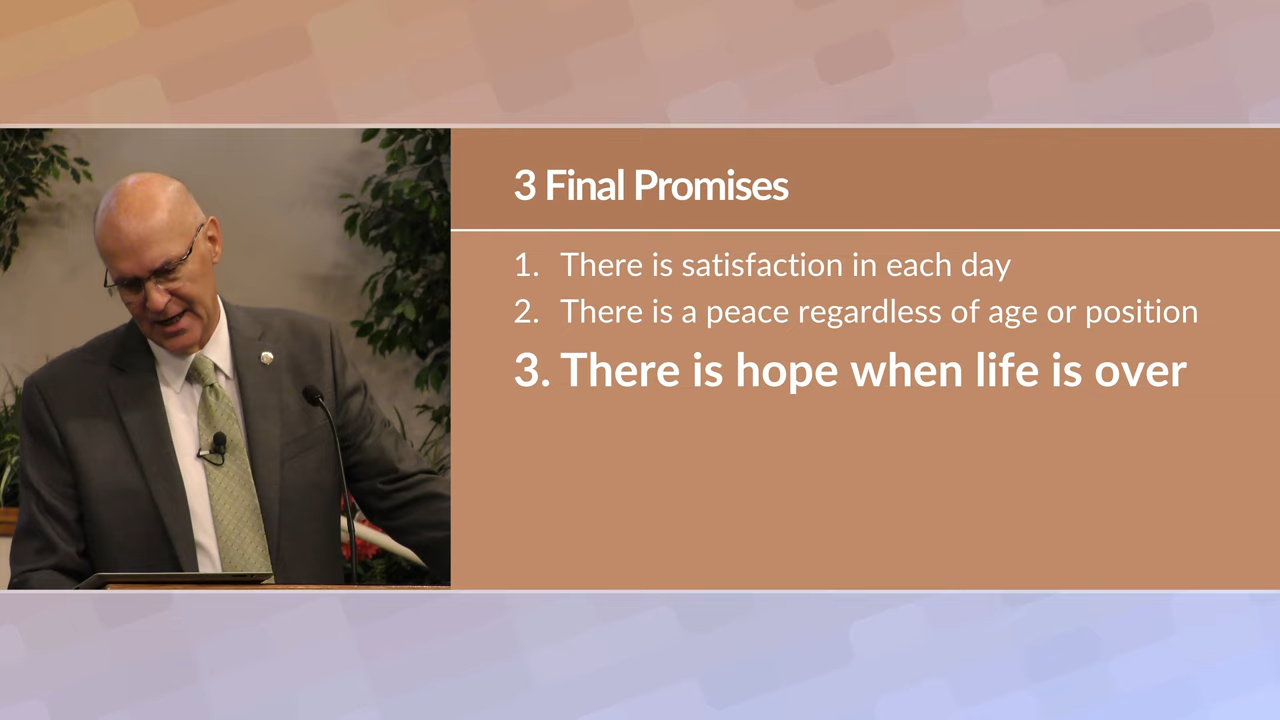 3 Final Promises
1. There is satisfaction in each day
2. There is a peace regardless of age or position
3. There is hope when life is over